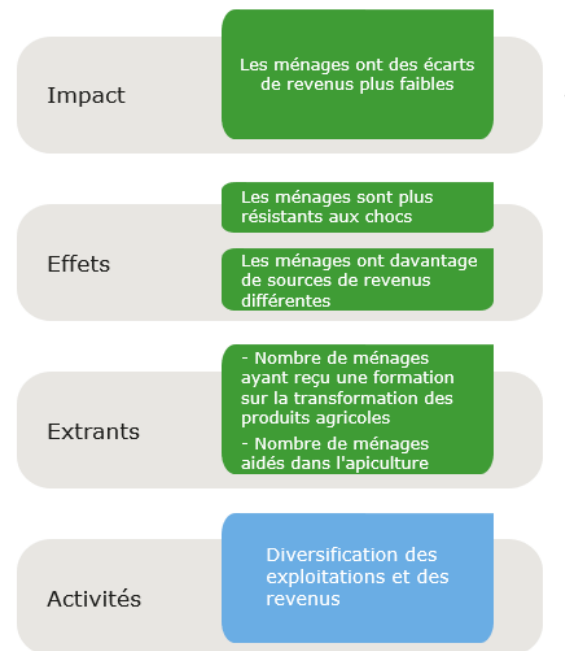 Impact
Les ménages ont des écarts
de revenus plus faibles
Effets
Les ménages sont plus
résistants aux chocs
Les ménages ont davantage
de sources de revenus
différentes
Extrants
- Nombre de ménages
ayant reçu une formation
sur la transformation des
produits agricoles
- Nombre de ménages
aidés dans l'apiculture
Activités
Diversification des
exploitations et des
revenus